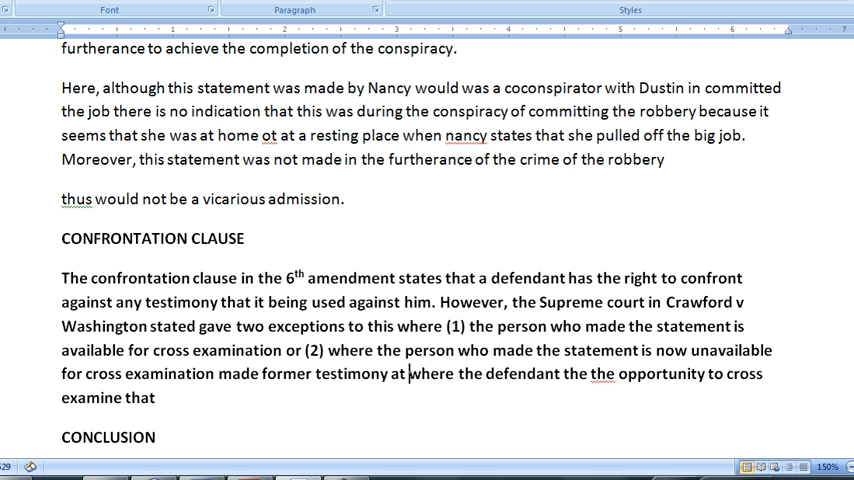 Font Paragraph Styles
1 2 3 4 5 6 7
furtherance to achieve the completion of the conspiracy.
Here, although this statement was made by Nancy would was a coconspirator with Dustin in committed
the job there is no indication that this was during the conspiracy of committing the robbery because it
seems that she was at home ot at a resting place when nancy states that she pulled off the big job.
Moreover, this statement was not made in the furtherance of the crime of the robbery
thus would not be a vicarious admission.
CONFRONTATION CLAUSE
The confrontation clause in the 6th amendment states that a defendant has the right to confront
against any testimony that it being used against him. However, the Supreme court in Crawford v
Washington stated gave two exceptions to this where (1) the person who made the statement is
available for cross examination or (2) where the person who made the statement is now unavailable
for cross examination made former testimony at where the defendant the the opportunity to cross
examine that
CONCLUSION
529 150%